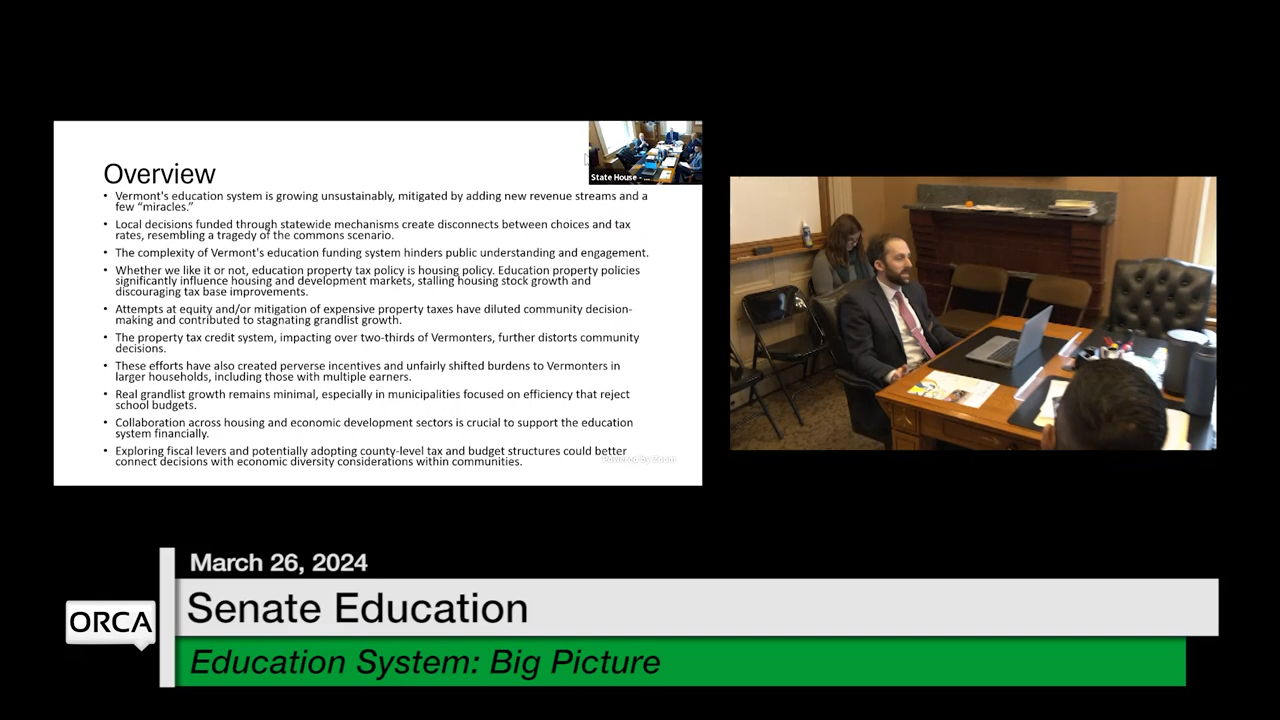 Overview
State House - ...
• Vermont's education system is growing unsustainably, mitigated by adding new revenue streams and a
few “miracles.”
• Local decisions funded through statewide mechanisms create disconnects between choices and tax
rates, resembling a tragedy of the commons scenario.
• The complexity of Vermont's education funding system hinders public understanding and engagement.
• Whether we like it or not, education property tax policy is housing policy. Education property policies
significantly influence housing and development markets, stalling housing stock growth and
discouraging tax base improvements.
• Attempts at equity and/or mitigation of expensive property taxes have diluted community decision-
making and contributed to stagnating grandlist growth.
• The property tax credit system, impacting over two-thirds of Vermonters, further distorts community
decisions.
• These efforts have also created perverse incentives and unfairly shifted burdens to Vermonters in
larger households, including those with multiple earners.
• Real grandlist growth remains minimal, especially in municipalities focused on efficiency that reject
school budgets.
• Collaboration across housing and economic development sectors is crucial to support the education
system financially.
• Exploring fiscal levers and potentially adopting county-level tax and budget structures could better
connect decisions with economic diversity considerations within communities.
Powered by Zoom
March 26, 2024
ORCA
Senate Education
Education System: Big Picture